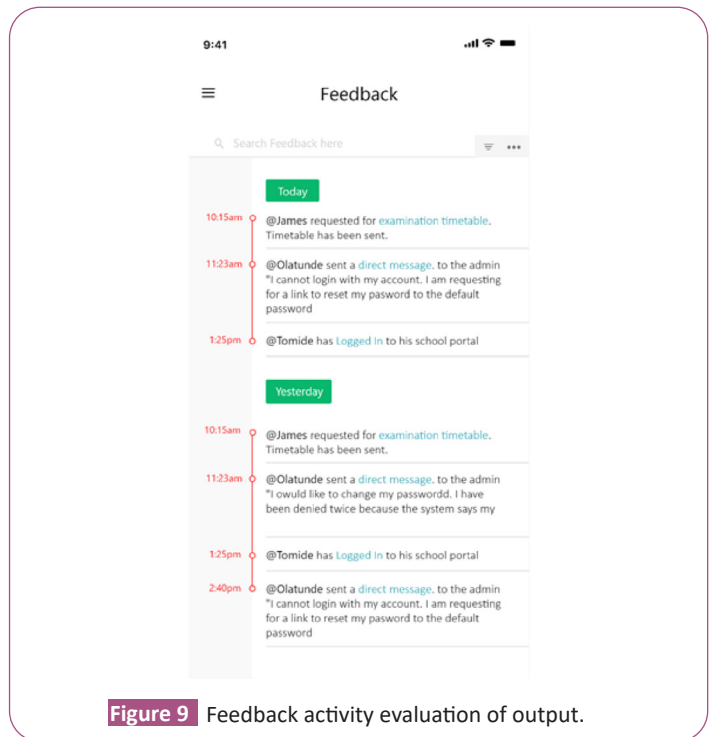 9:41
Feedback
Search Feedback here
Today
10:15am @James requested for examination timetable.
Timetable has been sent.
11:23am @Olatunde sent a direct message. to the admin
"I cannot login with my account. I am requesting
for a link to reset my pasword to the default
password
1:25pm @Tomide has Logged In to his school portal
Yesterday
10:15am @James requested for examination timetable.
Timetable has been sent.
11:23am @Olatunde sent a direct message. to the admin
"I owuld like to change my passwordd. I have
been denied twice because the system says my
1:25pm @Tomide has Logged In to his school portal
2:40pm @Olatunde sent a direct message. to the admin
"I cannot login with my account. I am requesting
for a link to reset my pasword to the default
password
Figure 9 Feedback activity evaluation of output.